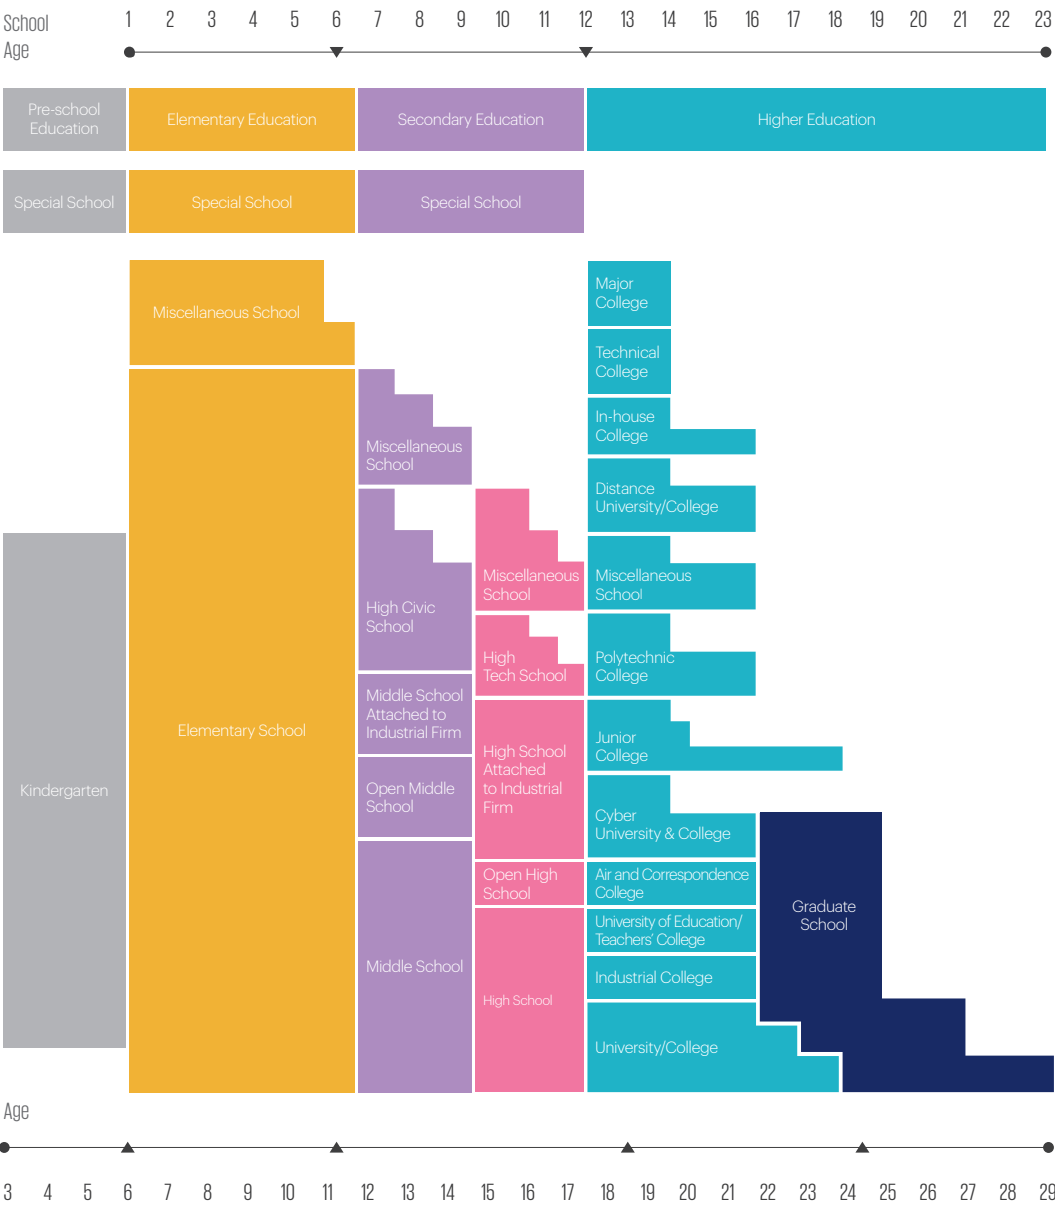 School
Age
1 2 3 4 5 6 7 8 9 10 11 12 13 14 15 16 17 18 19 20 21 22 23
Pre-school
Education
Elementary Education
Secondary Education
Higher Education
Special School
Special School
Special School
Miscellaneous School
Elementary School
Kindergarten
Miscellaneous
School
High Civic
School
Middle School
Attached to
Industrial Firm
Open Middle
School
Middle School
Miscellaneous
School
High
Tech School
High School
Attached
to Industrial
Firm
Open High
School
High School
Major
College
Technical
College
In-house
College
Distance
University/College
Miscellaneous
School
Polytechnic
College
Junior
College
Cyber
University & College
Air and Correspondence
College
University of Education/
Teachers’ College
Industrial College
University/College
Graduate
School
Age
3 4 5 6 7 8 9 10 11 12 13 14 15 16 17 18 19 20 21 22 23 24 25 26 27 28 29